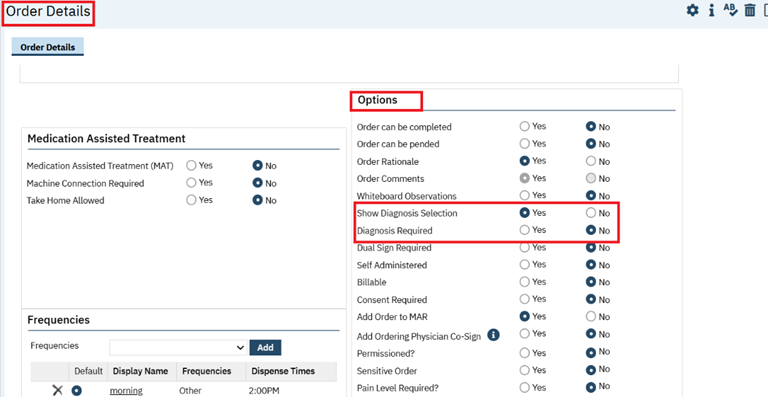 Order Details
Order Details
Medication Assisted Treatment
Medication Assisted Treatment (MAT) Yes No
Machine Connection Required Yes No
Take Home Allowed Yes No
Frequencies
Frequencies Add
Default Display Name Frequencies Dispense Times
morning Other 2:00PM
Options
Order can be completed Yes No
Order can be pended Yes No
Order Rationale Yes No
Order Comments Yes No
Whiteboard Observations Yes No
Show Diagnosis Selection Yes No
Diagnosis Required Yes No
Dual Sign Required Yes No
Self Administered Yes No
Billable Yes No
Consent Required Yes No
Add Order to MAR Yes No
Add Ordering Physician Co-Sign i Yes No
Permissioned? Yes No
Sensitive Order Yes No
Pain Level Required? Yes No
i AB